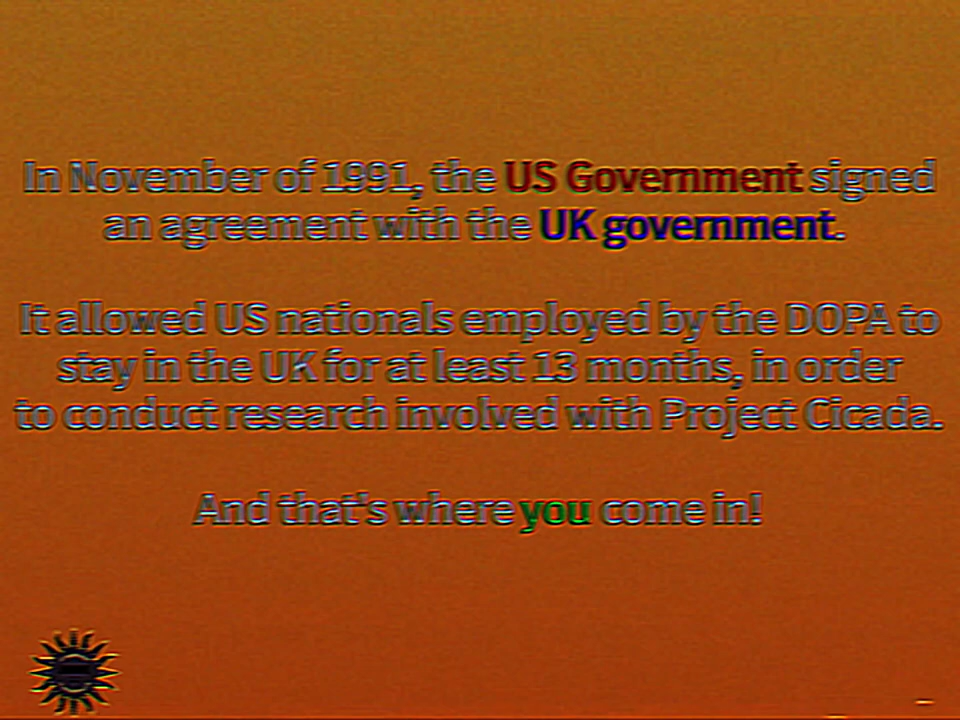 In November of 1991, the US Government signed
an agreement with the UK government.
It allowed US nationals employed by the DOPA to
stay in the UK for at least 13 months, in order
to conduct research involved with Project Cicada.
And that's where you come in!